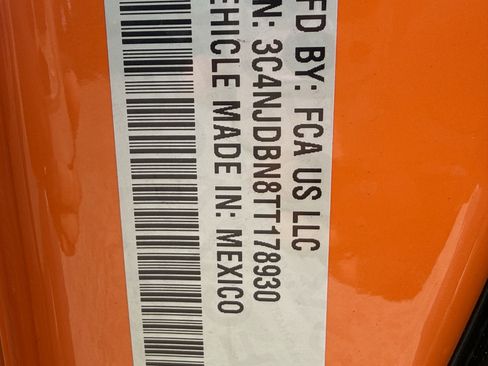 FD BY: FCA US LLC
N: 3C4NJDBN8TT178930
EHICLE MADE IN: MEXICO